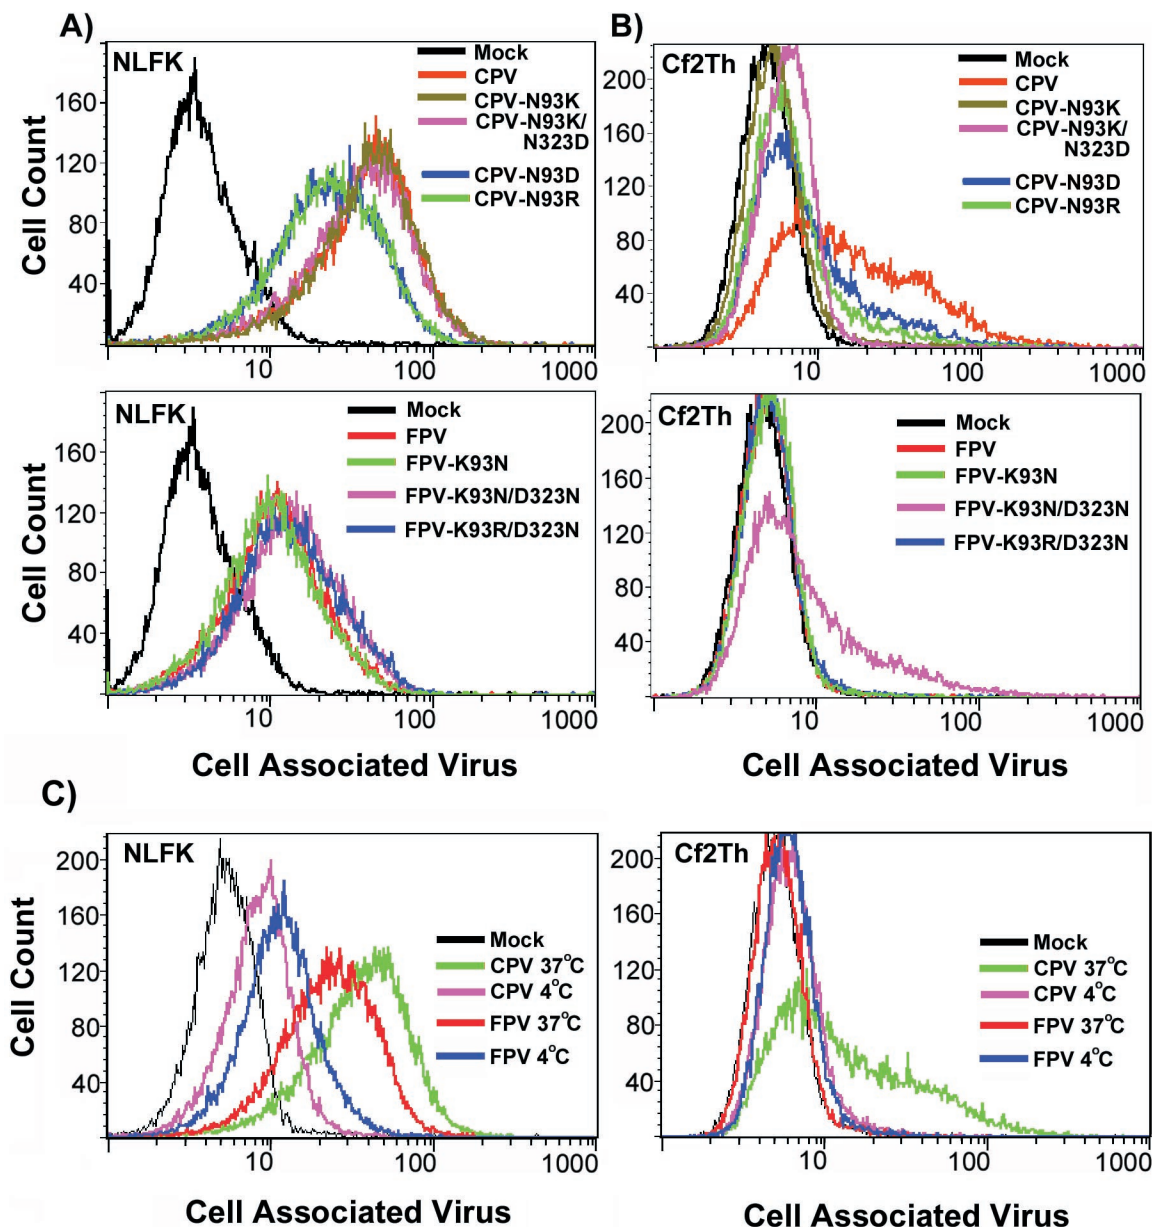 A)
NLFK
Mock
CPV
CPV-N93K
CPV-N93K/
N323D
CPV-N93D
CPV-N93R
Cell Count
160
120
80
40
10
100
1000
B)
Cf2Th
Mock
CPV
CPV-N93K
CPV-N93K/
N323D
CPV-N93D
CPV-N93R
200
160
120
80
40
10
100
1000
NLFK
Mock
FPV
FPV-K93N
FPV-K93N/D323N
FPV-K93R/D323N
Cell Count
160
120
80
40
10
100
1000
Cell Associated Virus
Cf2Th
Mock
FPV
FPV-K93N
FPV-K93N/D323N
FPV-K93R/D323N
200
160
120
80
40
10
100
1000
Cell Associated Virus
C)
NLFK
Mock
CPV 37°C
CPV 4°C
FPV 37°C
FPV 4°C
Cell Count
200
160
120
80
40
10
100
1000
Cell Associated Virus
Cf2Th
Mock
CPV 37°C
CPV 4°C
FPV 37°C
FPV 4°C
200
160
120
80
40
10
100
1000
Cell Associated Virus